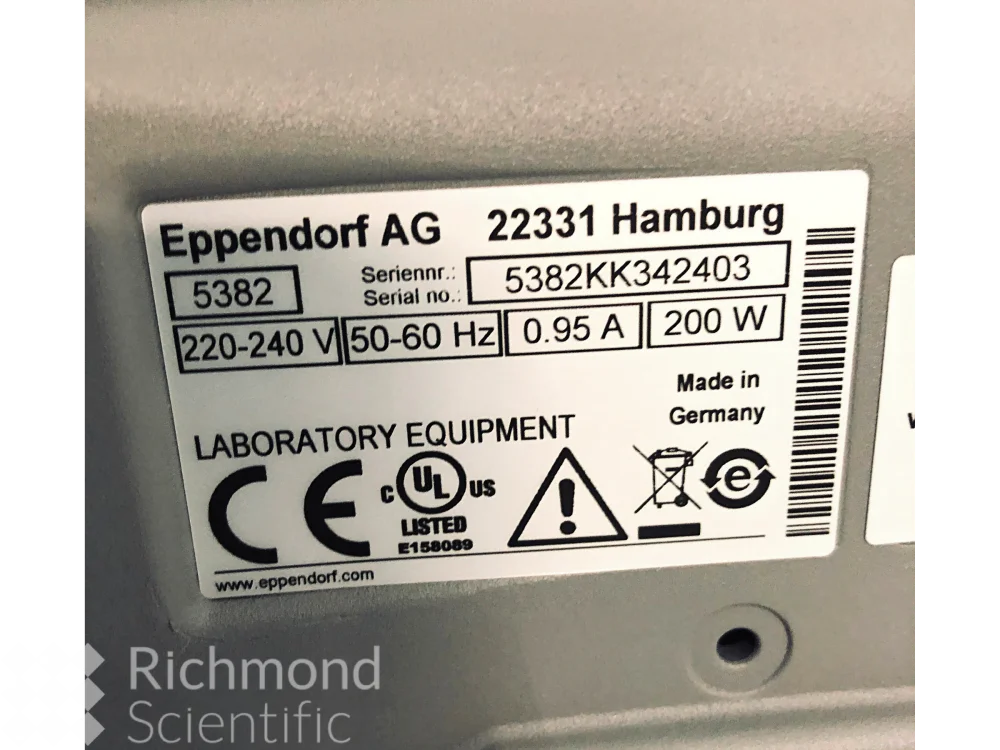 Eppendorf AG 22331 Hamburg
5382 Seriennr.: 5382KK342403
Serial no.:
220-240 V 50-60 Hz 0.95 A 200 W
Made in
Germany
LABORATORY EQUIPMENT
CE C UL US
LISTED
E158089
www.eppendorf.com
Richmond
Scientific